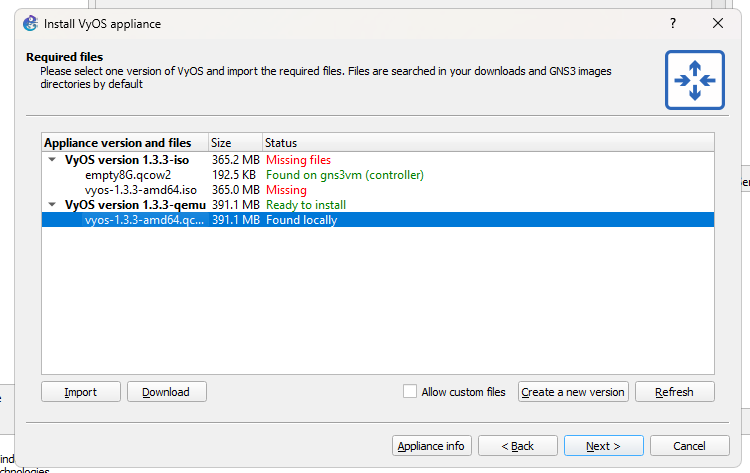 Install VyOS appliance
?
Required files
Please select one version of VyOS and import the required files. Files are searched in your downloads and GNS3 images
directories by default
Appliance version and files Size Status
VyOS version 1.3.3-iso 365.2 MB Missing files
empty8G.qcow2 192.5 KB Found on gns3vm (controller)
vyos-1.3.3-amd64.iso 365.0 MB Missing
VyOS version 1.3.3-qemu 391.1 MB Ready to install
vyos-1.3.3-amd64.qc... 391.1 MB Found locally
Import Download Allow custom files Create a new version Refresh
Appliance info < Back Next > Cancel